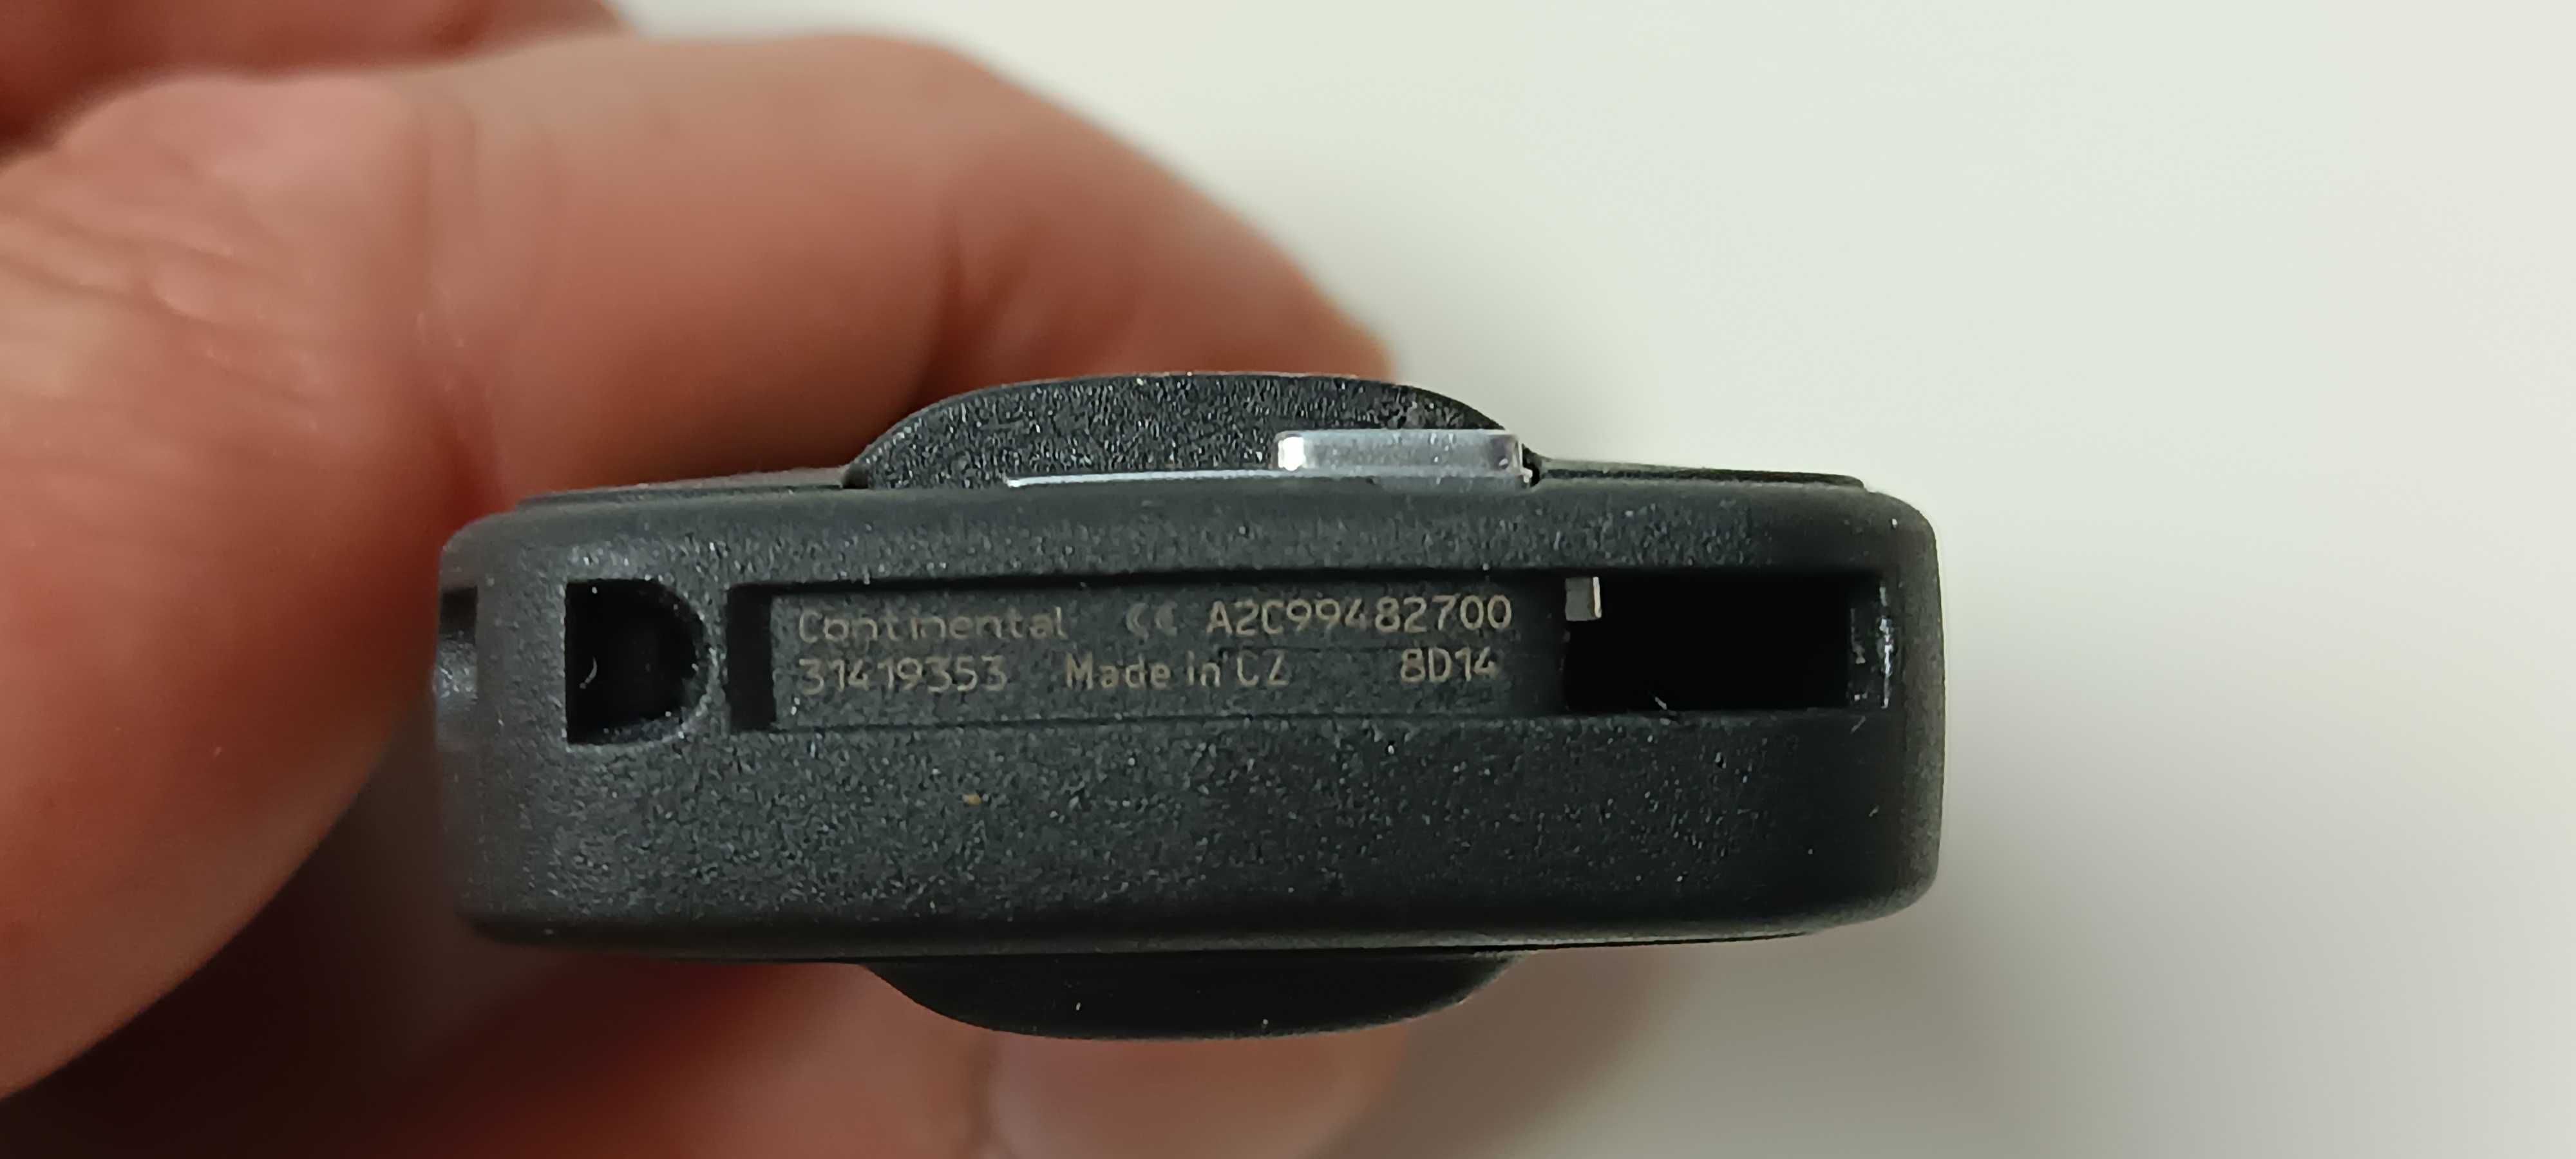 Continental CE A2C99482700
31419353 Made in CZ 8D14